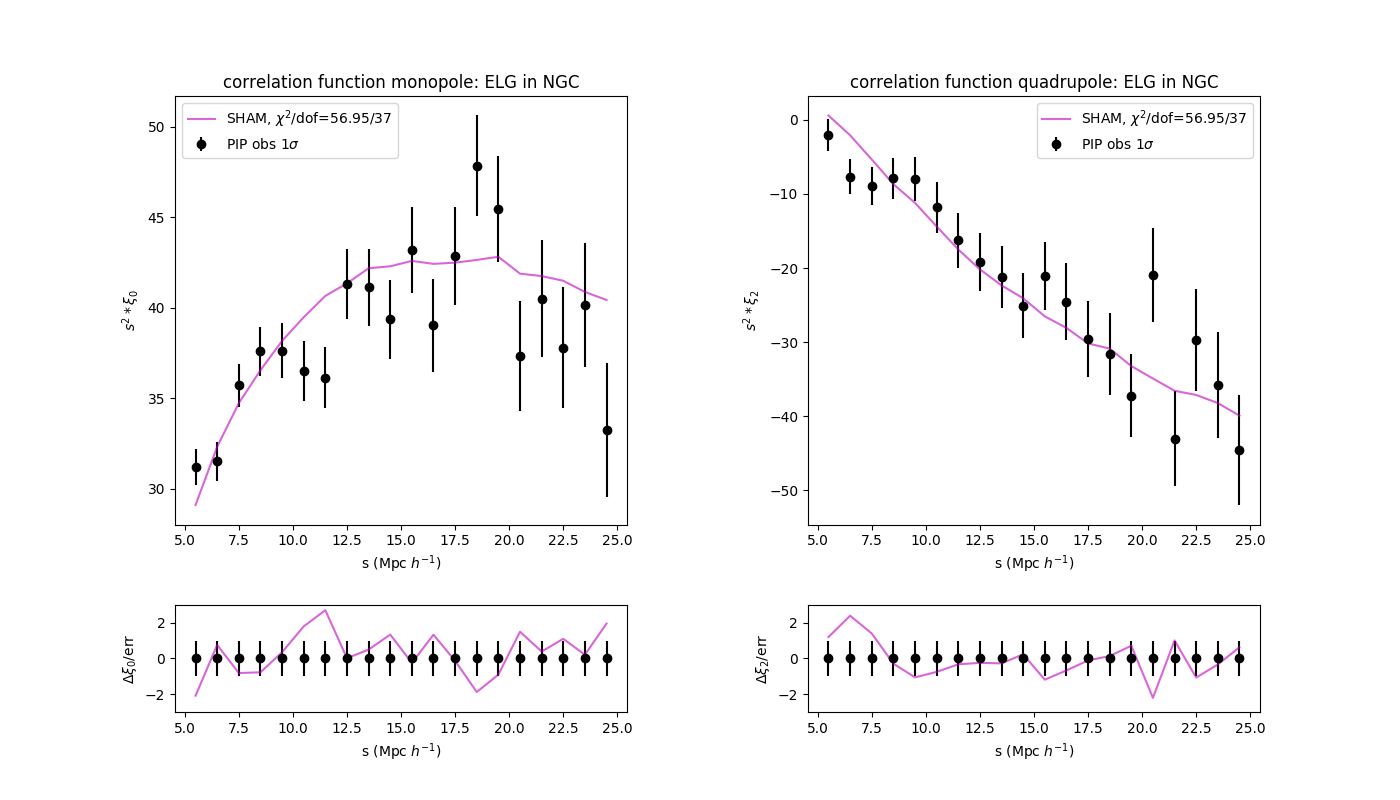 correlation function monopole: ELG in NGC
SHAM, χ²/dof=56.95/37
PIP obs 1σ
50
45
40
35
30
s² * ξ₀
5.0 7.5 10.0 12.5 15.0 17.5 20.0 22.5 25.0
s (Mpc h⁻¹)
2
0
−2
Δξ₀/err
5.0 7.5 10.0 12.5 15.0 17.5 20.0 22.5 25.0
s (Mpc h⁻¹)
correlation function quadrupole: ELG in NGC
SHAM, χ²/dof=56.95/37
PIP obs 1σ
0
−10
−20
−30
−40
−50
s² * ξ₂
5.0 7.5 10.0 12.5 15.0 17.5 20.0 22.5 25.0
s (Mpc h⁻¹)
2
0
−2
Δξ₂/err
5.0 7.5 10.0 12.5 15.0 17.5 20.0 22.5 25.0
s (Mpc h⁻¹)